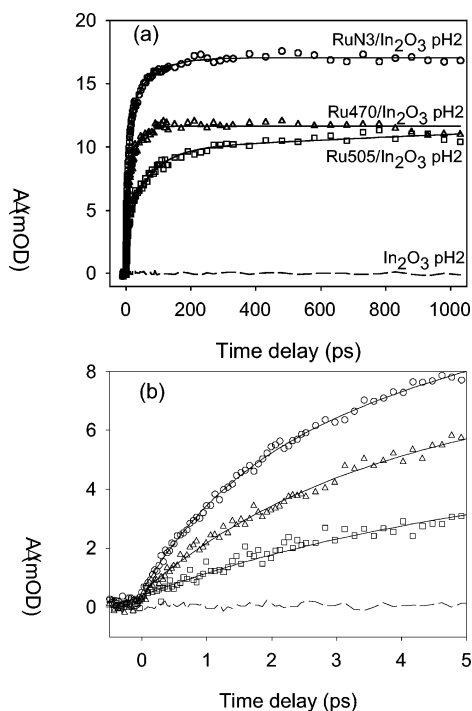 (a)
RuN3/In2O3 pH2
Ru470/In2O3 pH2
Ru505/In2O3 pH2
In2O3 pH2
20
15
10
5
0
0 200 400 600 800 1000
Time delay (ps)
(b)
8
6
4
2
0
0 1 2 3 4 5
Time delay (ps)